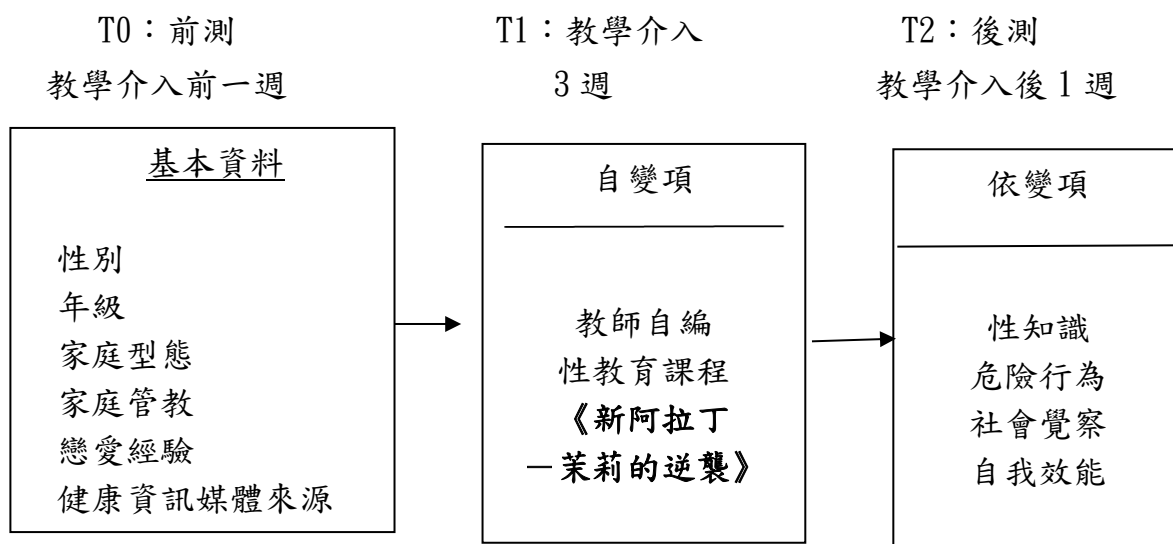 T0：前測
教學介入前一週
T1：教學介入
3 週
T2：後測
教學介入後 1 週
基本資料
性別
年級
家庭型態
家庭管教
戀愛經驗
健康資訊媒體來源
自變項
教師自編
性教育課程
《新阿拉丁
－茉莉的逆襲》
依變項
性知識
危險行為
社會覺察
自我效能